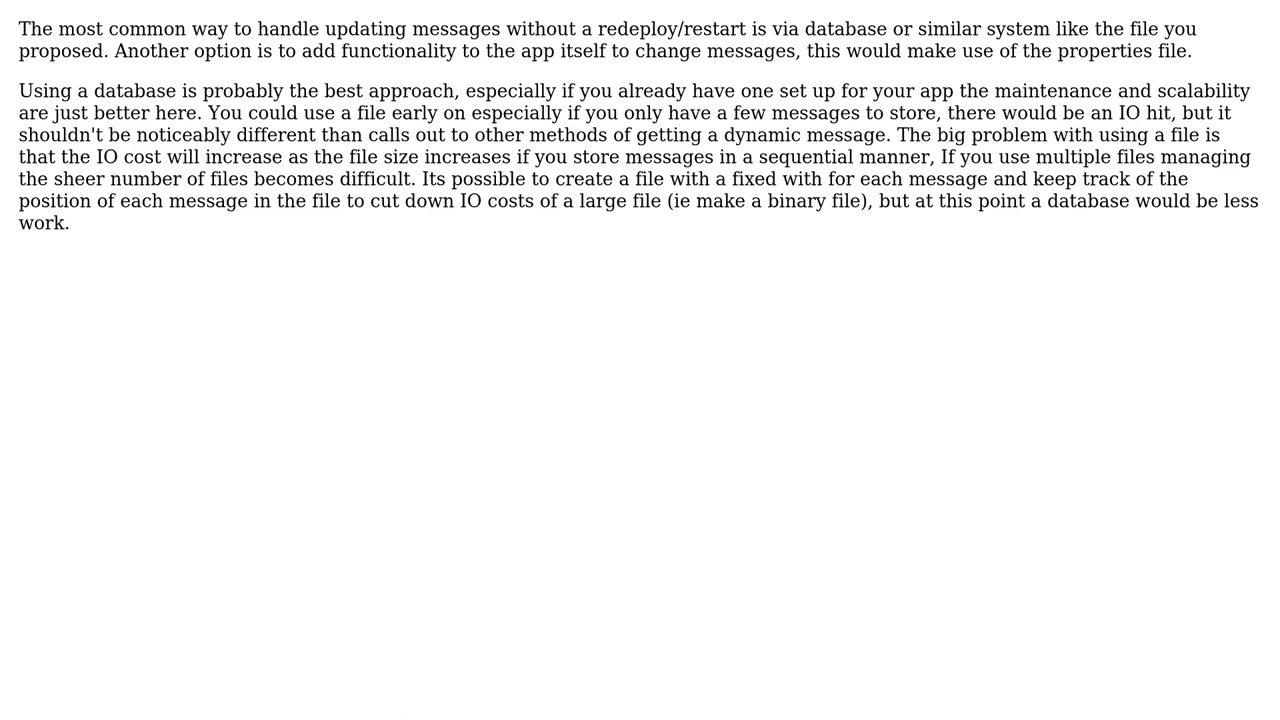 The most common way to handle updating messages without a redeploy/restart is via database or similar system like the file you
proposed. Another option is to add functionality to the app itself to change messages, this would make use of the properties file.
Using a database is probably the best approach, especially if you already have one set up for your app the maintenance and scalability
are just better here. You could use a file early on especially if you only have a few messages to store, there would be an IO hit, but it
shouldn't be noticeably different than calls out to other methods of getting a dynamic message. The big problem with using a file is
that the IO cost will increase as the file size increases if you store messages in a sequential manner, If you use multiple files managing
the sheer number of files becomes difficult. Its possible to create a file with a fixed with for each message and keep track of the
position of each message in the file to cut down IO costs of a large file (ie make a binary file), but at this point a database would be less
work.